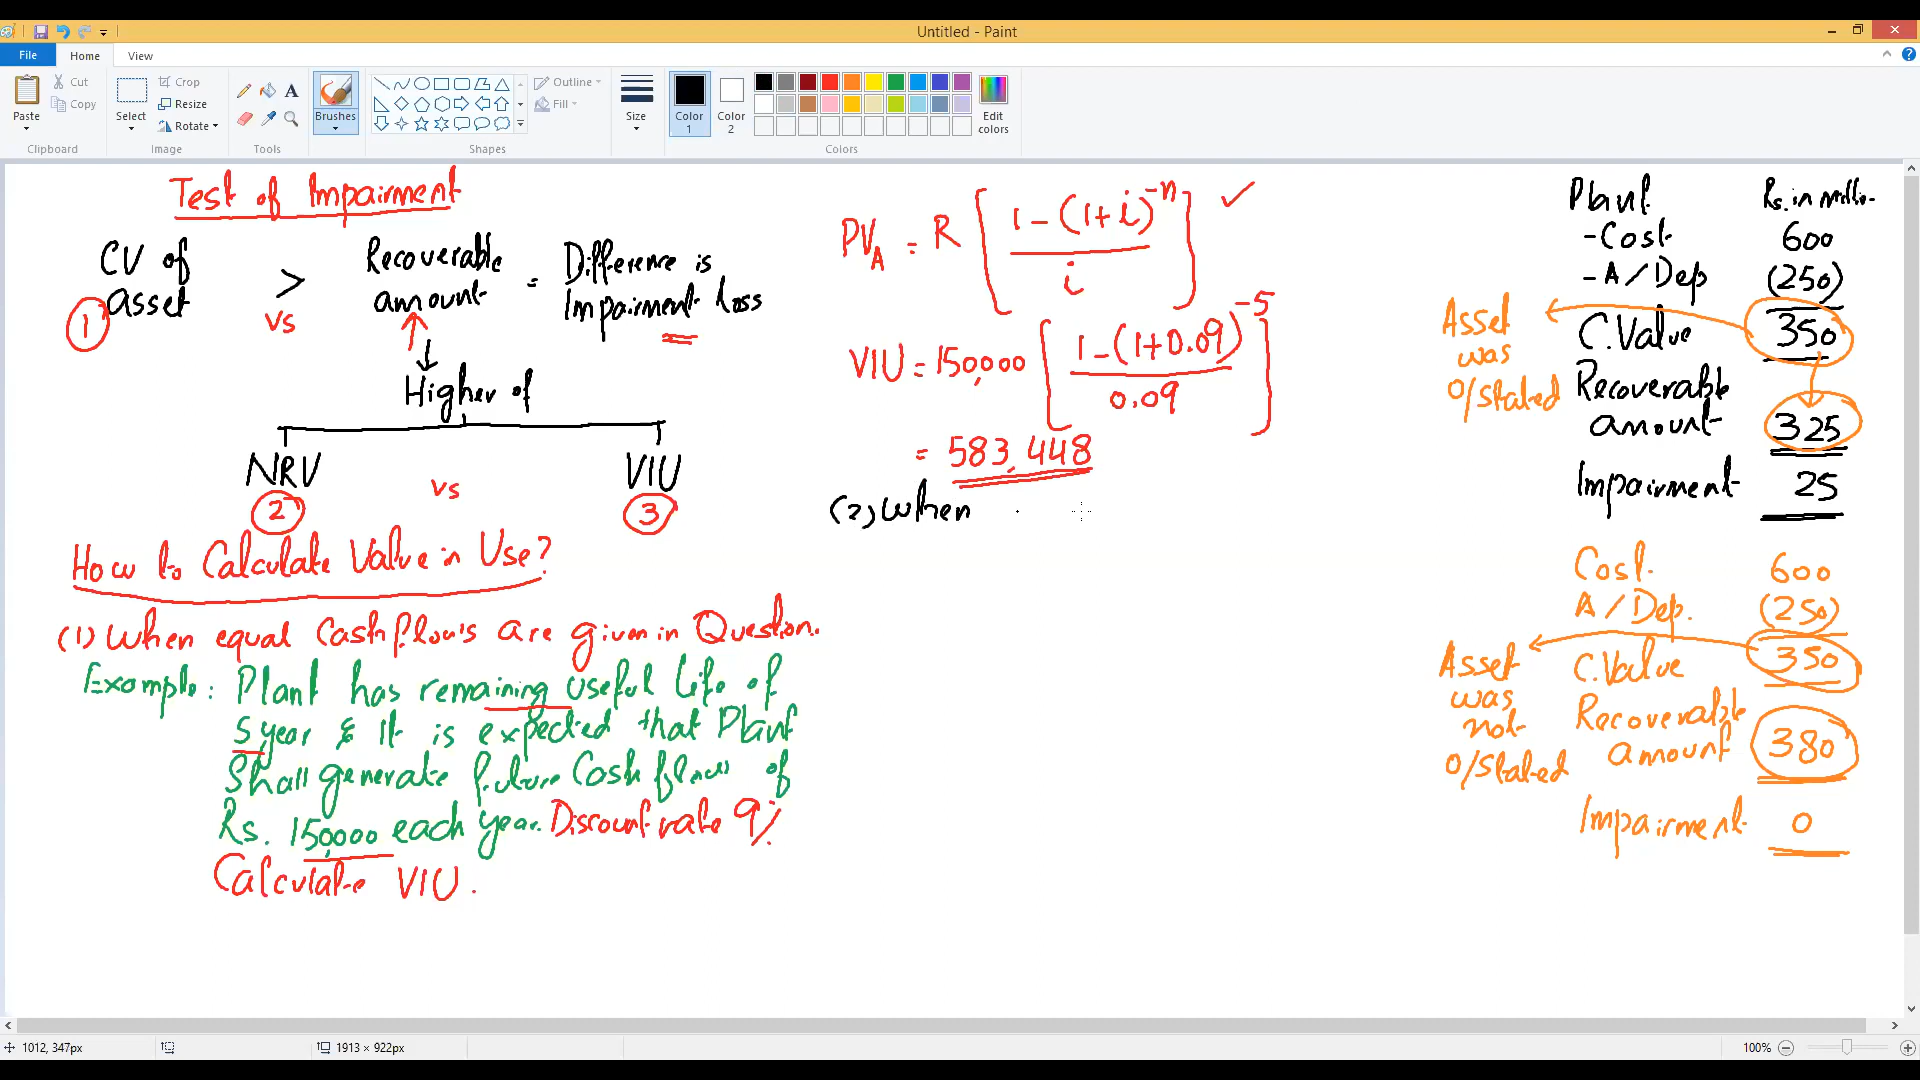 Untitled - Paint
File Home View
Cut
Copy
Paste
Clipboard
Crop
Resize
Rotate
Select
Image
Tools
Brushes
Outline
Fill
Shapes
Size
Color 1
Color 2
Edit colors
Colors
Test of Impairment
CV of asset > Recoverable amount = Difference is Impairment Loss
1 vs
Higher of
NRV vs VIU
2 3
How to Calculate Value in Use?
(1) When equal Cashflows are given in Question.
Example: Plant has remaining useful life of
5 year & It is expected that Plant
Shall generate future Cash flows of
Rs. 150,000 each year. Discount rate 9%
Calculate VIU.
PV_A = R [ 1-(1+i)^-n / i ] ✓
VIU = 150,000 [ 1-(1+0.09)^-5 / 0.09 ]
= 583,448
(2) When
Plant Rs. in million
- Cost 600
- A/Dep (250)
C.Value 350
Recoverable amount 325
Impairment 25
Asset was O/Stated
Cost. 600
A/Dep. (250)
C.Value 350
Recoverable amount 380
Impairment 0
Asset was not O/Stated
1012, 347px
1913 × 922px
100%